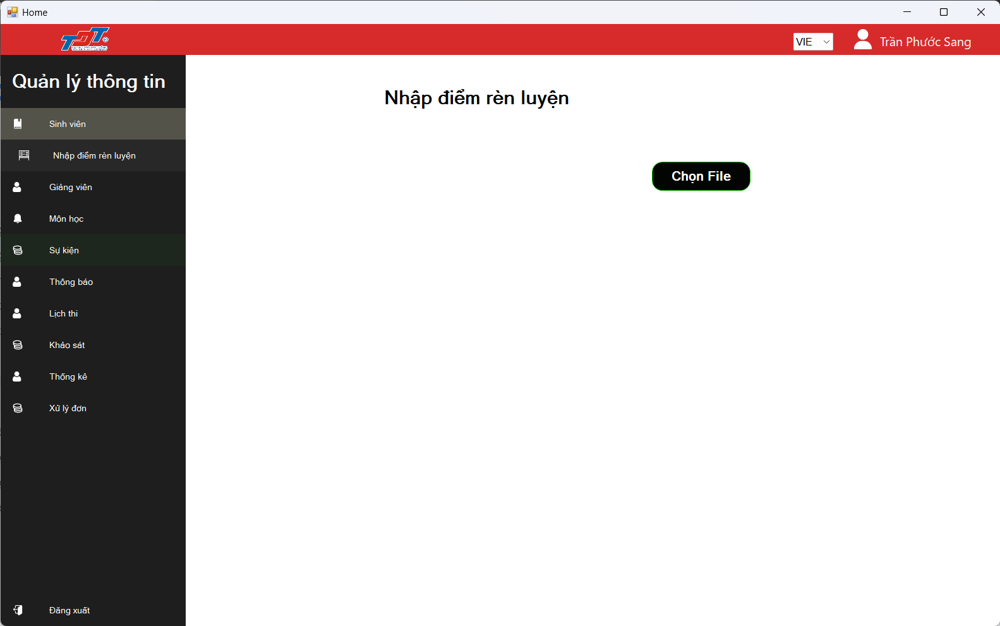 Home
TDT
VIE
Trần Phước Sang
Quản lý thông tin
Sinh viên
Nhập điểm rèn luyện
Giảng viên
Môn học
Sự kiện
Thông báo
Lịch thi
Khảo sát
Thống kê
Xử lý đơn
Đăng xuất
Nhập điểm rèn luyện
Chọn File